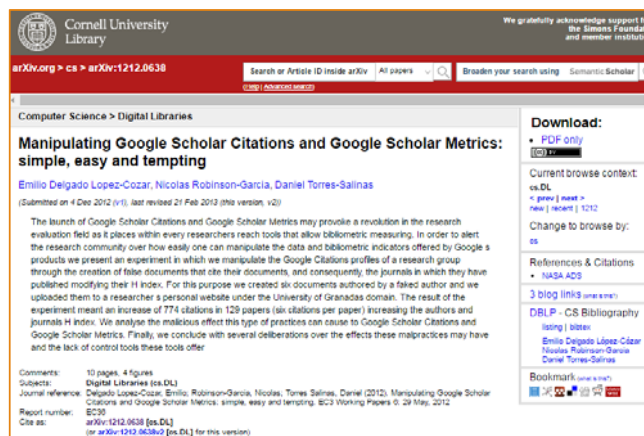 Cornell University
Library
We gratefully acknowledge support f
the Simons Founda
and member institutio
arXiv.org > cs > arXiv:1212.0638
Search or Article ID inside arXiv
All papers
Broaden your search using
Semantic Scholar
(Help | Advanced search)
Computer Science > Digital Libraries
Manipulating Google Scholar Citations and Google Scholar Metrics:
simple, easy and tempting
Emilio Delgado Lopez-Cozar, Nicolas Robinson-Garcia, Daniel Torres-Salinas
(Submitted on 4 Dec 2012 (v1), last revised 21 Feb 2013 (this version, v2))
The launch of Google Scholar Citations and Google Scholar Metrics may provoke a revolution in the research
evaluation field as it places within every researchers reach tools that allow bibliometric measuring. In order to alert
the research community over how easily one can manipulate the data and bibliometric indicators offered by Google s
products we present an experiment in which we manipulate the Google Citations profiles of a research group
through the creation of false documents that cite their documents, and consequently, the journals in which they have
published modifying their H index. For this purpose we created six documents authored by a faked author and we
uploaded them to a researcher s personal website under the University of Granadas domain. The result of the
experiment meant an increase of 774 citations in 129 papers (six citations per paper) increasing the authors and
journals H index. We analyse the malicious effect this type of practices can cause to Google Scholar Citations and
Google Scholar Metrics. Finally, we conclude with several deliberations over the effects these malpractices may have
and the lack of control tools these tools offer
Comments: 10 pages, 4 figures
Subjects: Digital Libraries (cs.DL)
Journal reference: Delgado Lopez-Cozar, Emilio; Robinson-Garcia, Nicolas; Torres Salinas, Daniel (2012). Manipulating Google Scholar
Citations and Google Scholar Metrics: simple, easy and tempting. EC3 Working Papers 6: 29 May, 2012
Report number: EC36
Cite as: arXiv:1212.0638 [cs.DL]
(or arXiv:1212.0638v2 [cs.DL] for this version)
Download:
PDF only
Current browse context:
cs.DL
< prev | next >
new | recent | 1212
Change to browse by:
cs
References & Citations
NASA ADS
3 blog links (what is this?)
DBLP - CS Bibliography
listing | bibtex
Emilio Delgado López-Cózar
Nicolás Robinson-García
Daniel Torres-Salinas
Bookmark (what is this?)